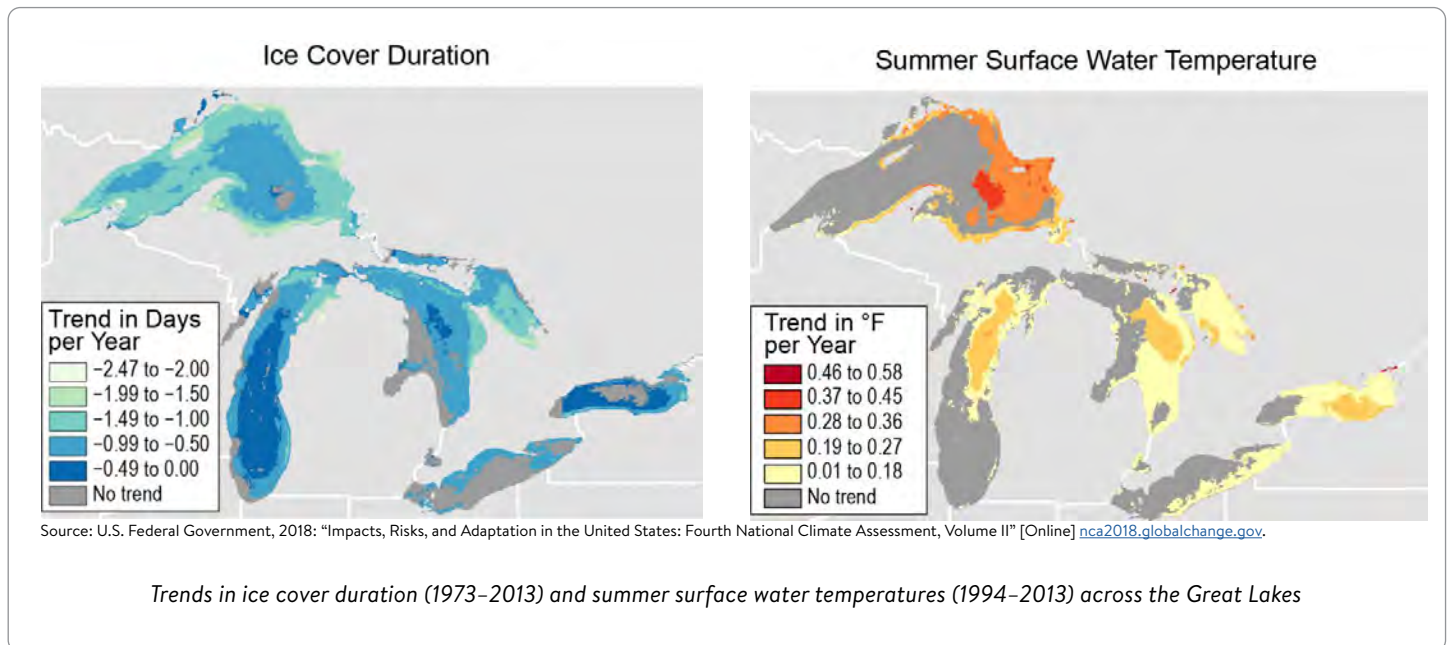 Ice Cover Duration
Trend in Days
per Year
−2.47 to −2.00
−1.99 to −1.50
−1.49 to −1.00
−0.99 to −0.50
−0.49 to 0.00
No trend
Summer Surface Water Temperature
Trend in °F
per Year
0.46 to 0.58
0.37 to 0.45
0.28 to 0.36
0.19 to 0.27
0.01 to 0.18
No trend
Source: U.S. Federal Government, 2018: “Impacts, Risks, and Adaptation in the United States: Fourth National Climate Assessment, Volume II” [Online] nca2018.globalchange.gov.
Trends in ice cover duration (1973–2013) and summer surface water temperatures (1994–2013) across the Great Lakes